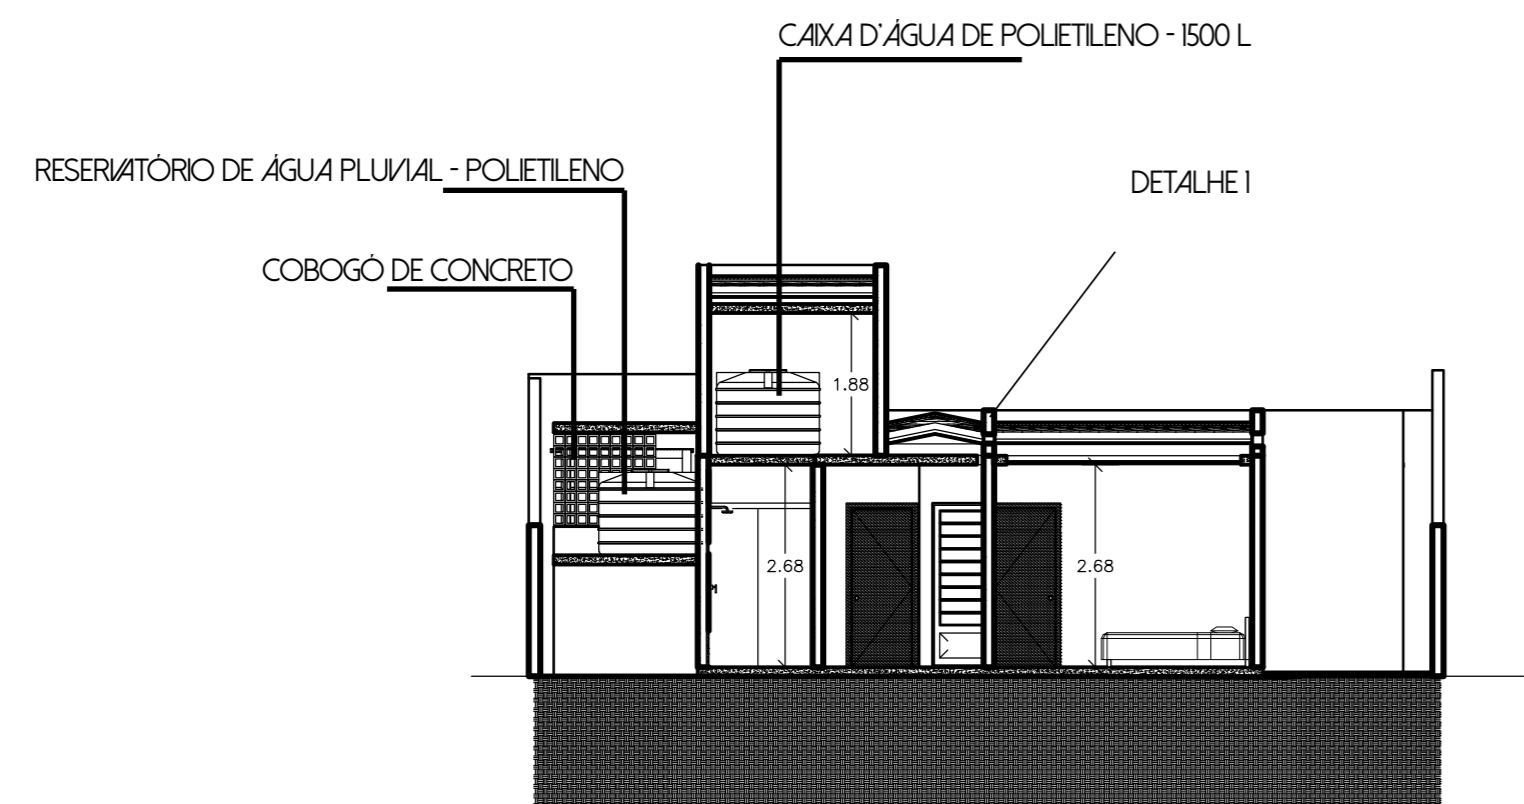 CAIXA D'ÁGUA DE POLIETILENO - 1500 L
RESERVATÓRIO DE ÁGUA PLUVIAL - POLIETILENO
DETALHE 1
COBOGÓ DE CONCRETO
1.88
2.68
2.68